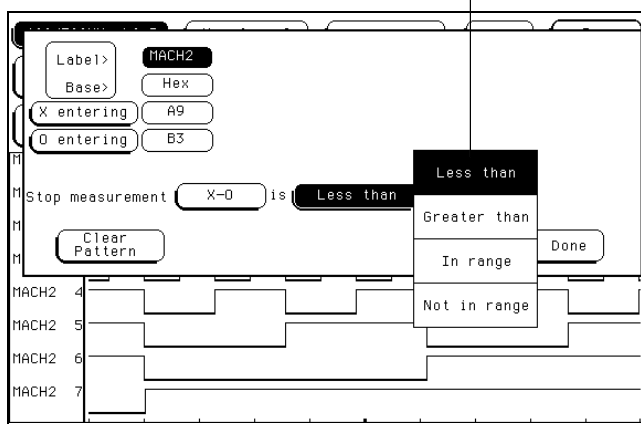 Label>
MACH2
Base>
Hex
X entering
A9
O entering
B3
Stop measurement
X-O
is
Less than
Less than
Greater than
In range
Not in range
Clear
Pattern
Done
M
M
M
M
MACH2 4
MACH2 5
MACH2 6
MACH2 7